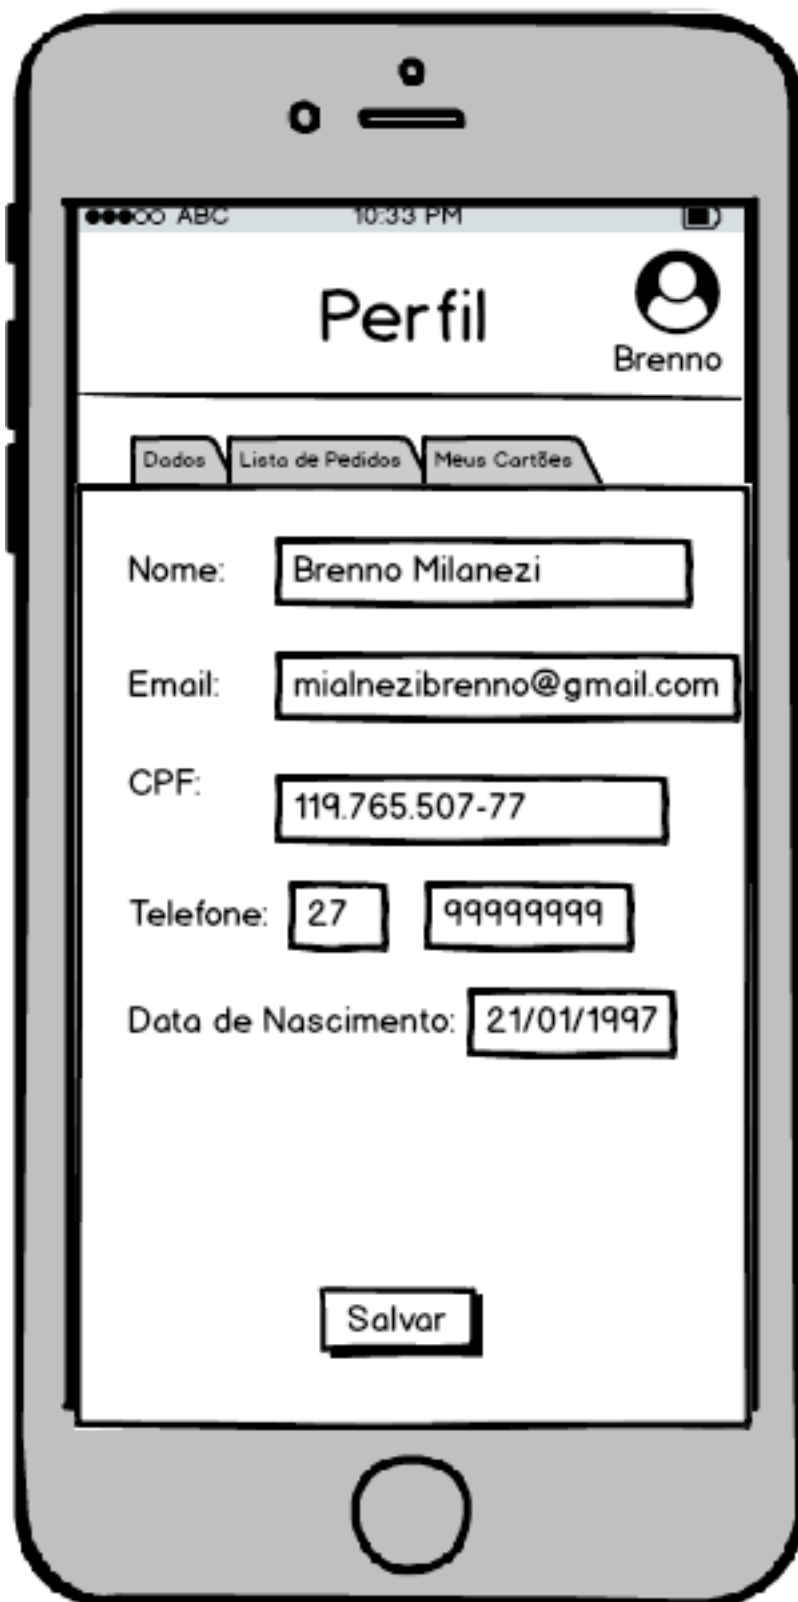 ABC 10:33 PM
Perfil
Brenno
Dados Lista de Pedidos Meus Cartões
Nome: Brenno Milanezi
Email: mialnezibrenno@gmail.com
CPF: 119.765.507-77
Telefone: 27 99999999
Data de Nascimento: 21/01/1997
Salvar